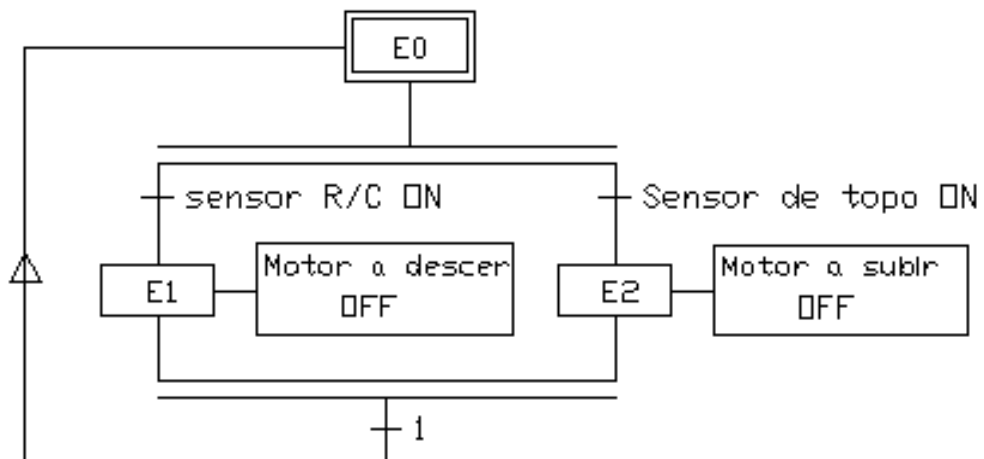 E0
sensor R/C ON
Sensor de topo ON
Motor a descer
OFF
E1
Motor a subir
OFF
E2
1